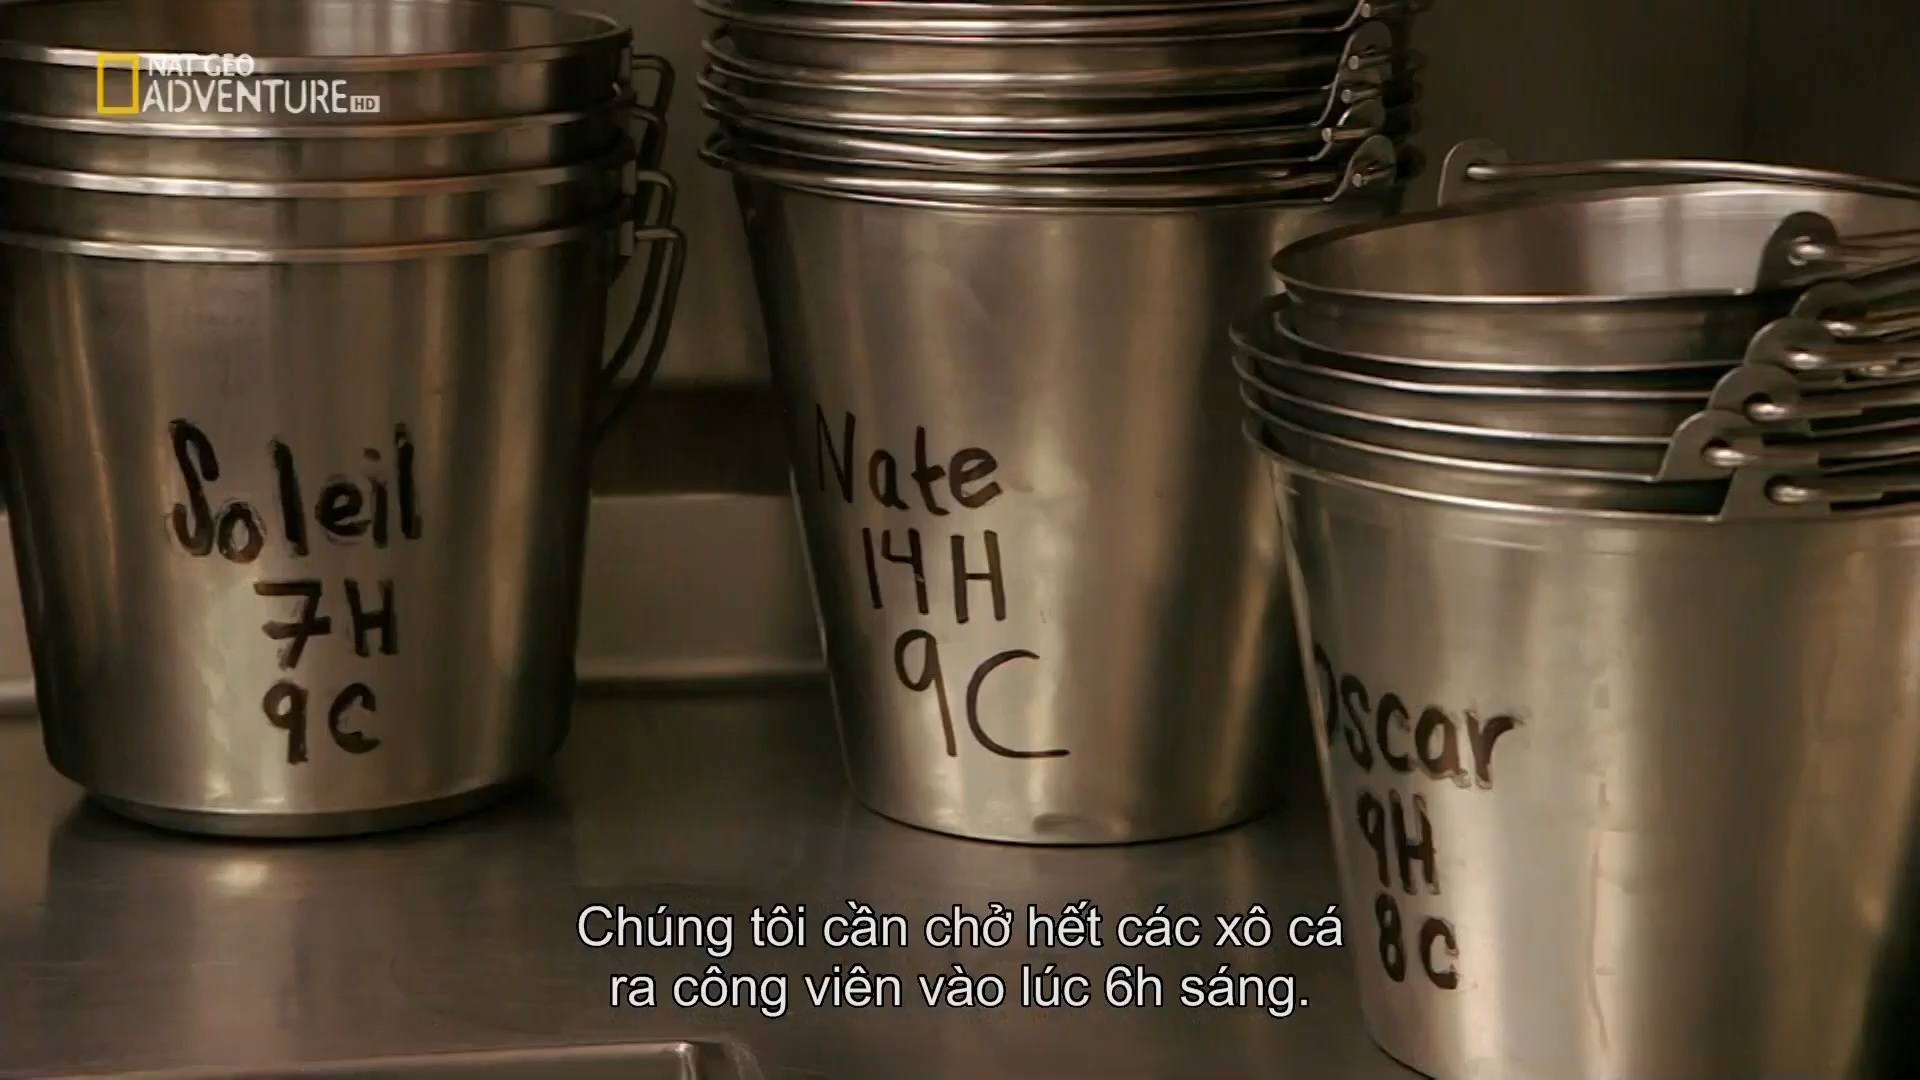 NAT GEO
ADVENTURE HD
Soleil
7H
9C
Nate
14H
9C
Oscar
9H
8C
Chúng tôi cần chở hết các xô cá
ra công viên vào lúc 6h sáng.